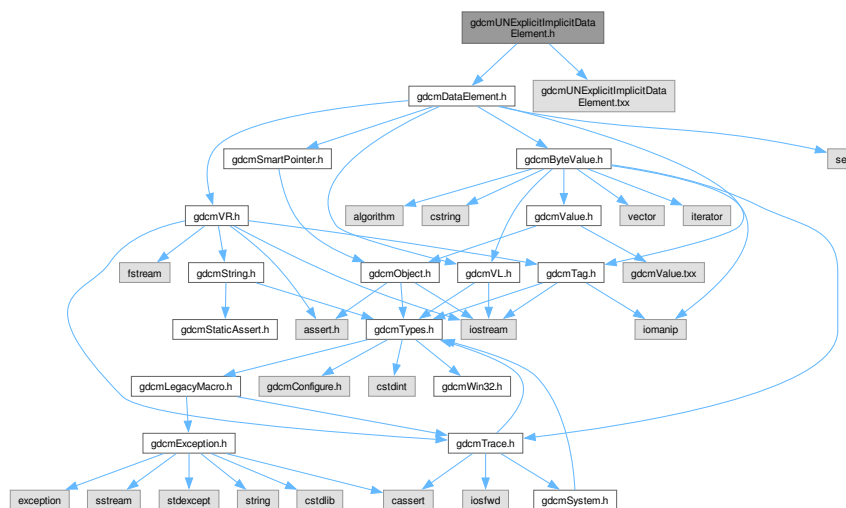 gdcmUNExplicitImplicitData
Element.h
gdcmDataElement.h
gdcmUNExplicitImplicitData
Element.txx
gdcmSmartPointer.h
gdcmByteValue.h
se
algorithm
cstring
gdcmValue.h
vector
iterator
gdcmVR.h
fstream
gdcmString.h
gdcmObject.h
gdcmVL.h
gdcmTag.h
gdcmValue.txx
gdcmStaticAssert.h
assert.h
gdcmTypes.h
iostream
iomanip
gdcmLegacyMacro.h
gdcmConfigure.h
cstdint
gdcmWin32.h
gdcmException.h
gdcmTrace.h
exception
sstream
stdexcept
string
cstdlib
cassert
iosfwd
gdcmSystem.h